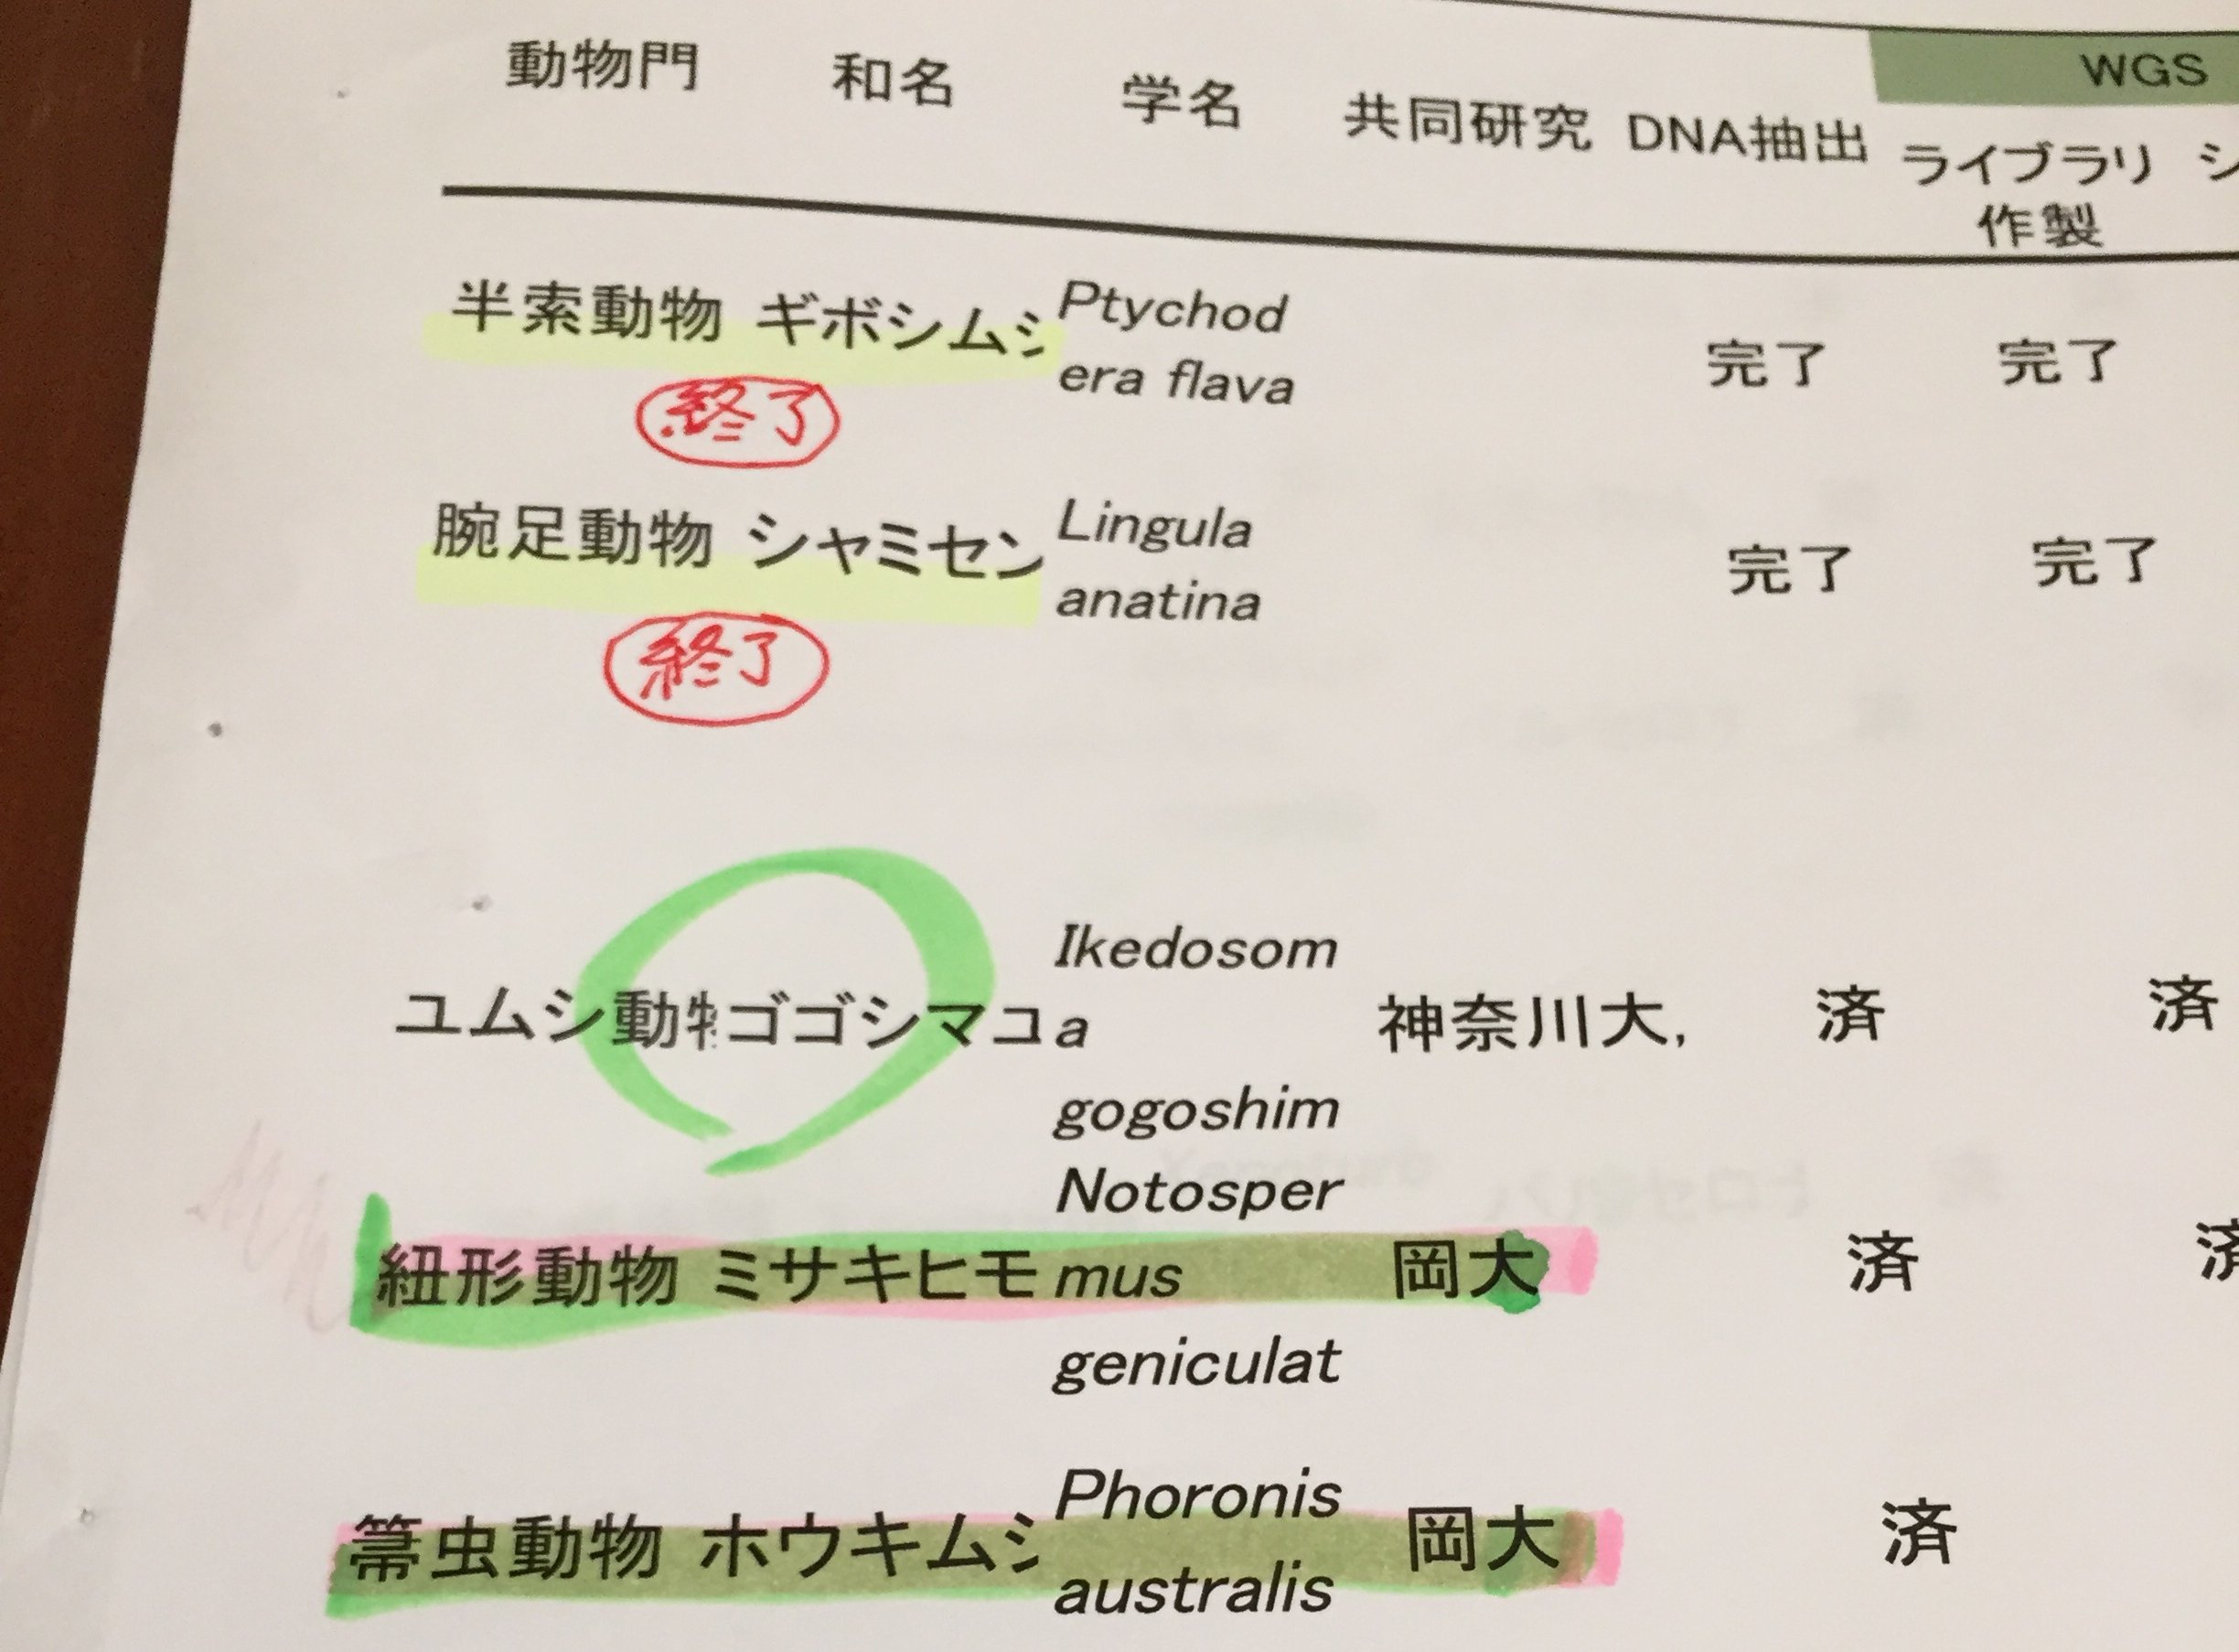 動物門 和名 学名 共同研究 DNA抽出 WGS
ライブラリ
作製
半索動物 ギボシムシ Ptychod 完了 完了
era flava
終了
腕足動物 シャミセン Lingula 完了 完了
anatina
終了
Ikedosom
ユムシ動物 ゴゴシマコ a 神奈川大, 済 済
gogoshim
Notosper
紐形動物 ミサキヒモ mus 岡大 済 済
geniculat
Phoronis
箒虫動物 ホウキムシ 岡大 済
australis